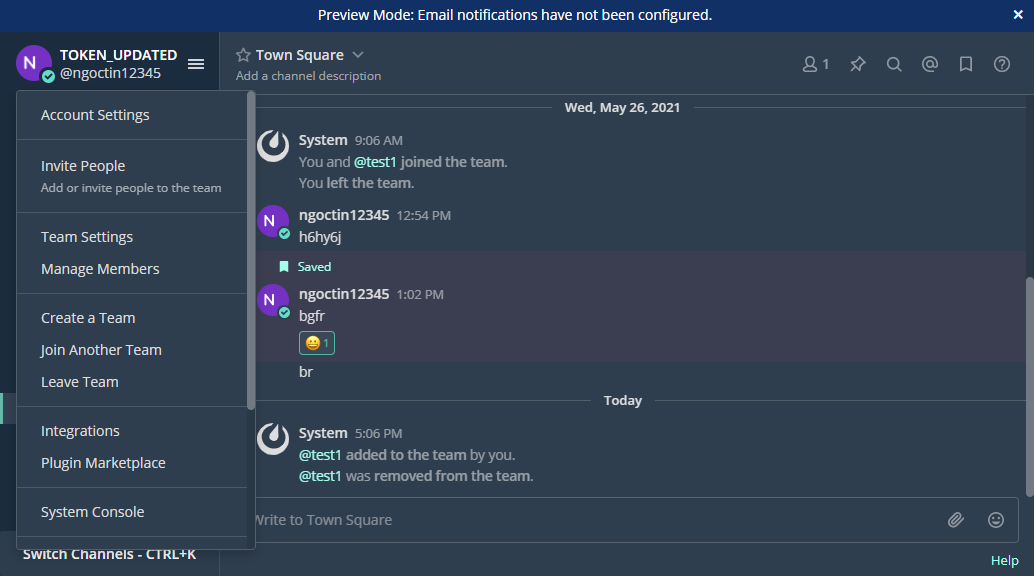 Preview Mode: Email notifications have not been configured.
N
TOKEN_UPDATED
@ngoctin12345
Town Square
Add a channel description
1
Account Settings
Invite People
Add or invite people to the team
Team Settings
Manage Members
Create a Team
Join Another Team
Leave Team
Integrations
Plugin Marketplace
System Console
Switch Channels - CTRL+K
Wed, May 26, 2021
System 9:06 AM
You and @test1 joined the team.
You left the team.
N
ngoctin12345 12:54 PM
h6hy6j
Saved
N
ngoctin12345 1:02 PM
bgfr
1
br
Today
System 5:06 PM
@test1 added to the team by you.
@test1 was removed from the team.
Write to Town Square
Help